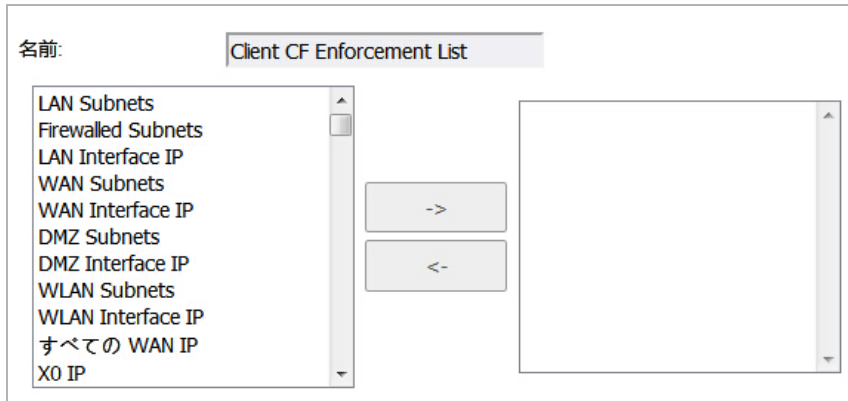 名前:
Client CF Enforcement List
LAN Subnets
Firewalled Subnets
LAN Interface IP
WAN Subnets
WAN Interface IP
DMZ Subnets
DMZ Interface IP
WLAN Subnets
WLAN Interface IP
すべての WAN IP
X0 IP
->
<-